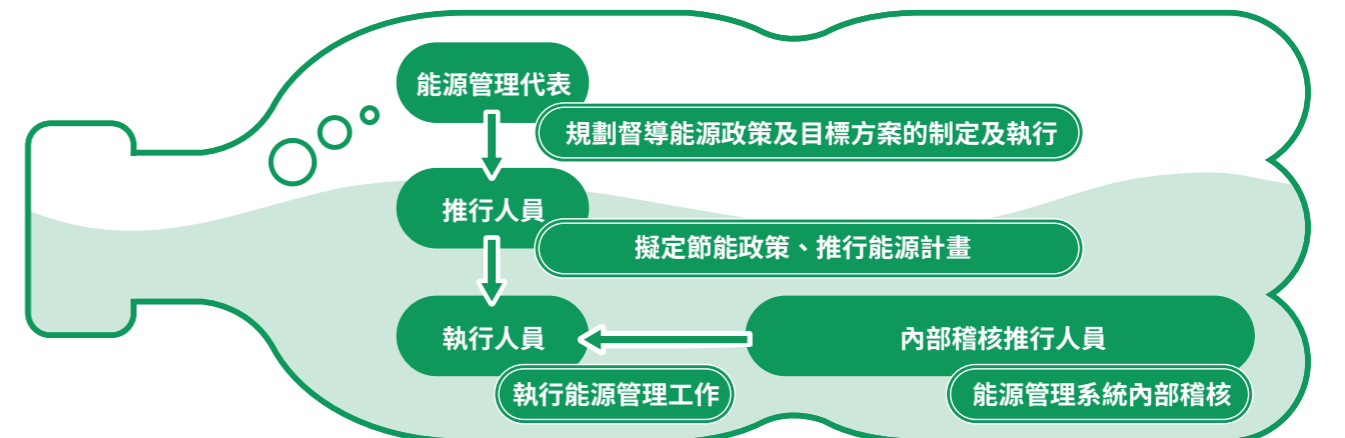 能源管理代表
規劃督導能源政策及目標方案的制定及執行
推行人員
擬定節能政策、推行能源計畫
執行人員
內部稽核推行人員
執行能源管理工作
能源管理系統內部稽核